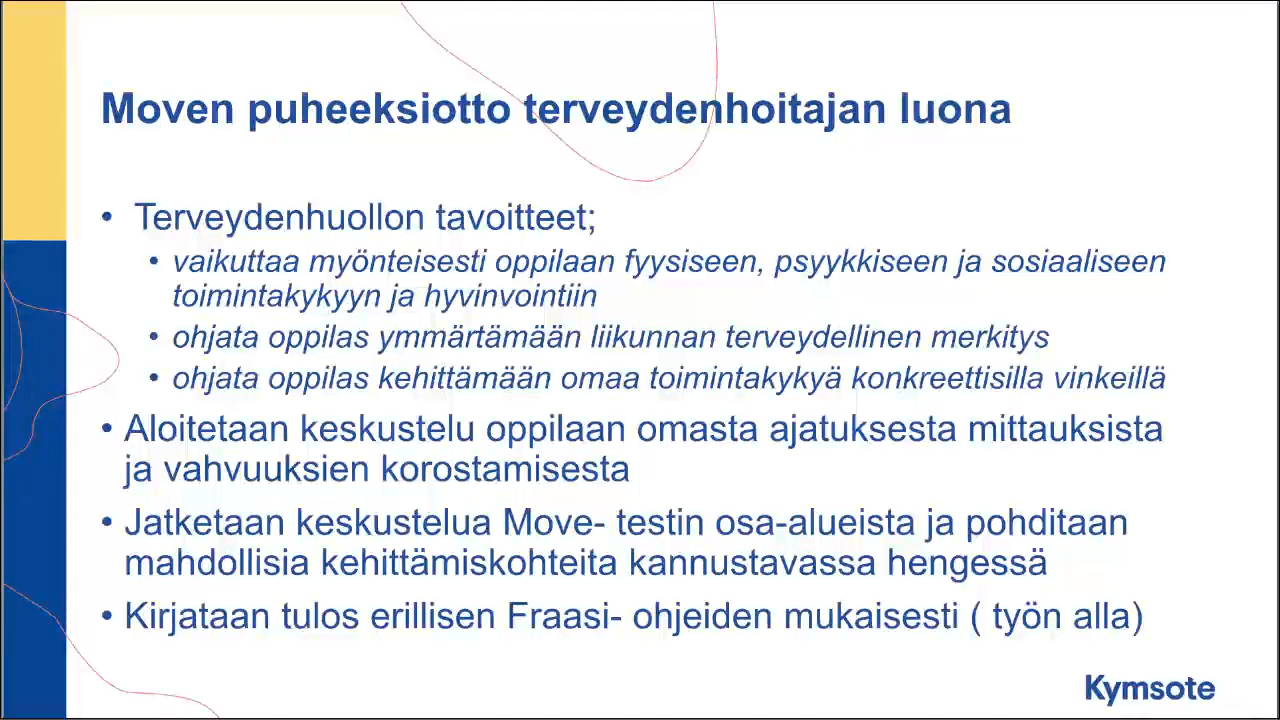 Moven puheeksiotto terveydenhoitajan luona
• Terveydenhuollon tavoitteet;
• vaikuttaa myönteisesti oppilaan fyysiseen, psyykkiseen ja sosiaaliseen
toimintakykyyn ja hyvinvointiin
• ohjata oppilas ymmärtämään liikunnan terveydellinen merkitys
• ohjata oppilas kehittämään omaa toimintakykyä konkreettisilla vinkeillä
• Aloitetaan keskustelu oppilaan omasta ajatuksesta mittauksista
ja vahvuuksien korostamisesta
• Jatketaan keskustelua Move- testin osa-alueista ja pohditaan
mahdollisia kehittämiskohteita kannustavassa hengessä
• Kirjataan tulos erillisen Fraasi- ohjeiden mukaisesti ( työn alla)
Kymsote